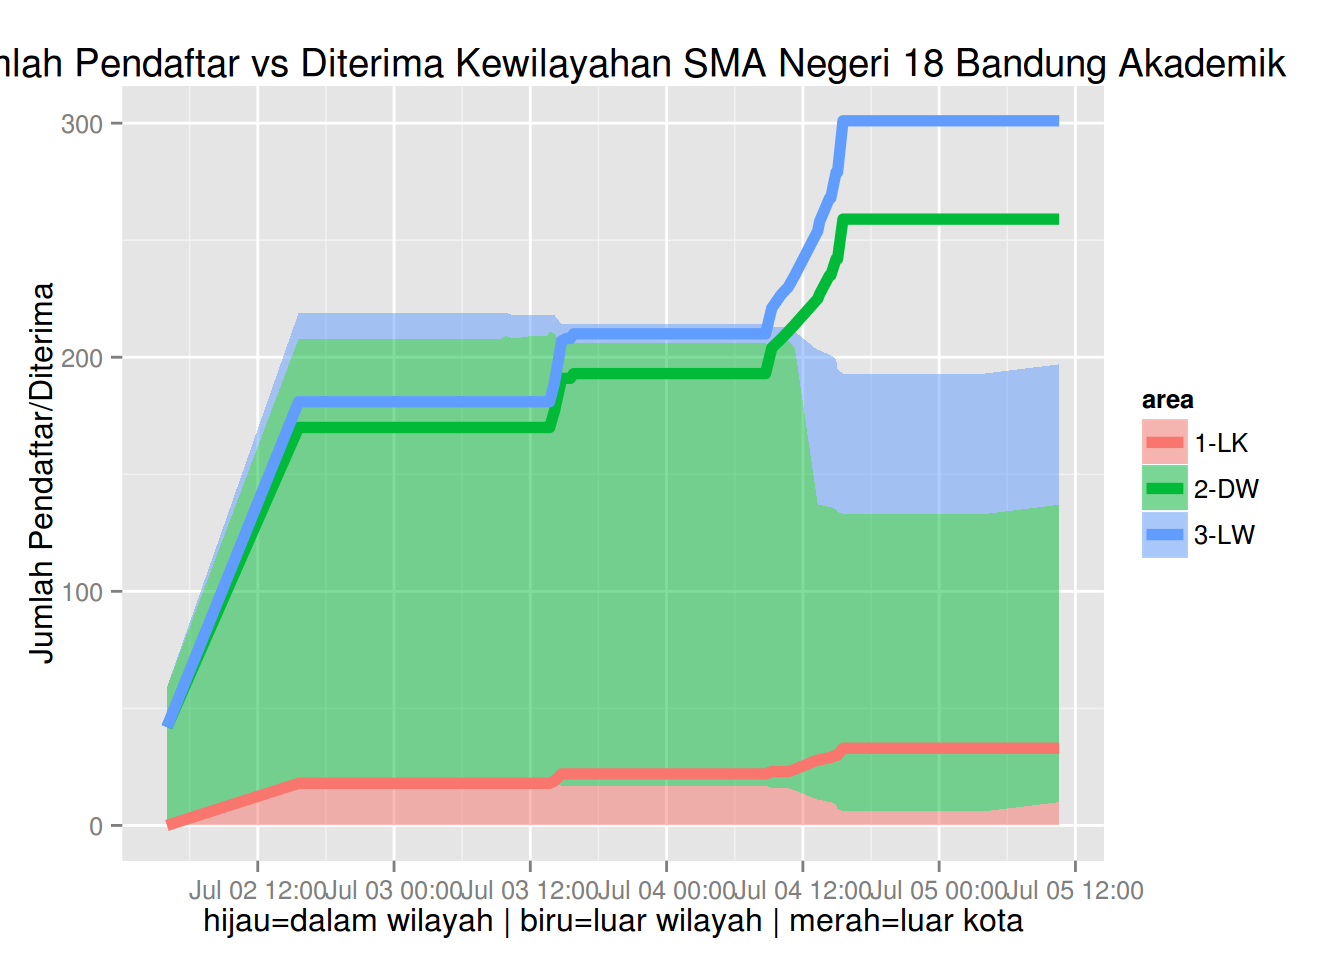 Pendaftar vs Diterima Kewilayahan SMA Negeri 18 Bandung Akademik
Jumlah Pendaftar/Diterima
300
200
100
0
Jul 02 12:00
Jul 03 00:00
Jul 03 12:00
Jul 04 00:00
Jul 04 12:00
Jul 05 00:00
Jul 05 12:00
hijau=dalam wilayah | biru=luar wilayah | merah=luar kota
area
1-LK
2-DW
3-LW